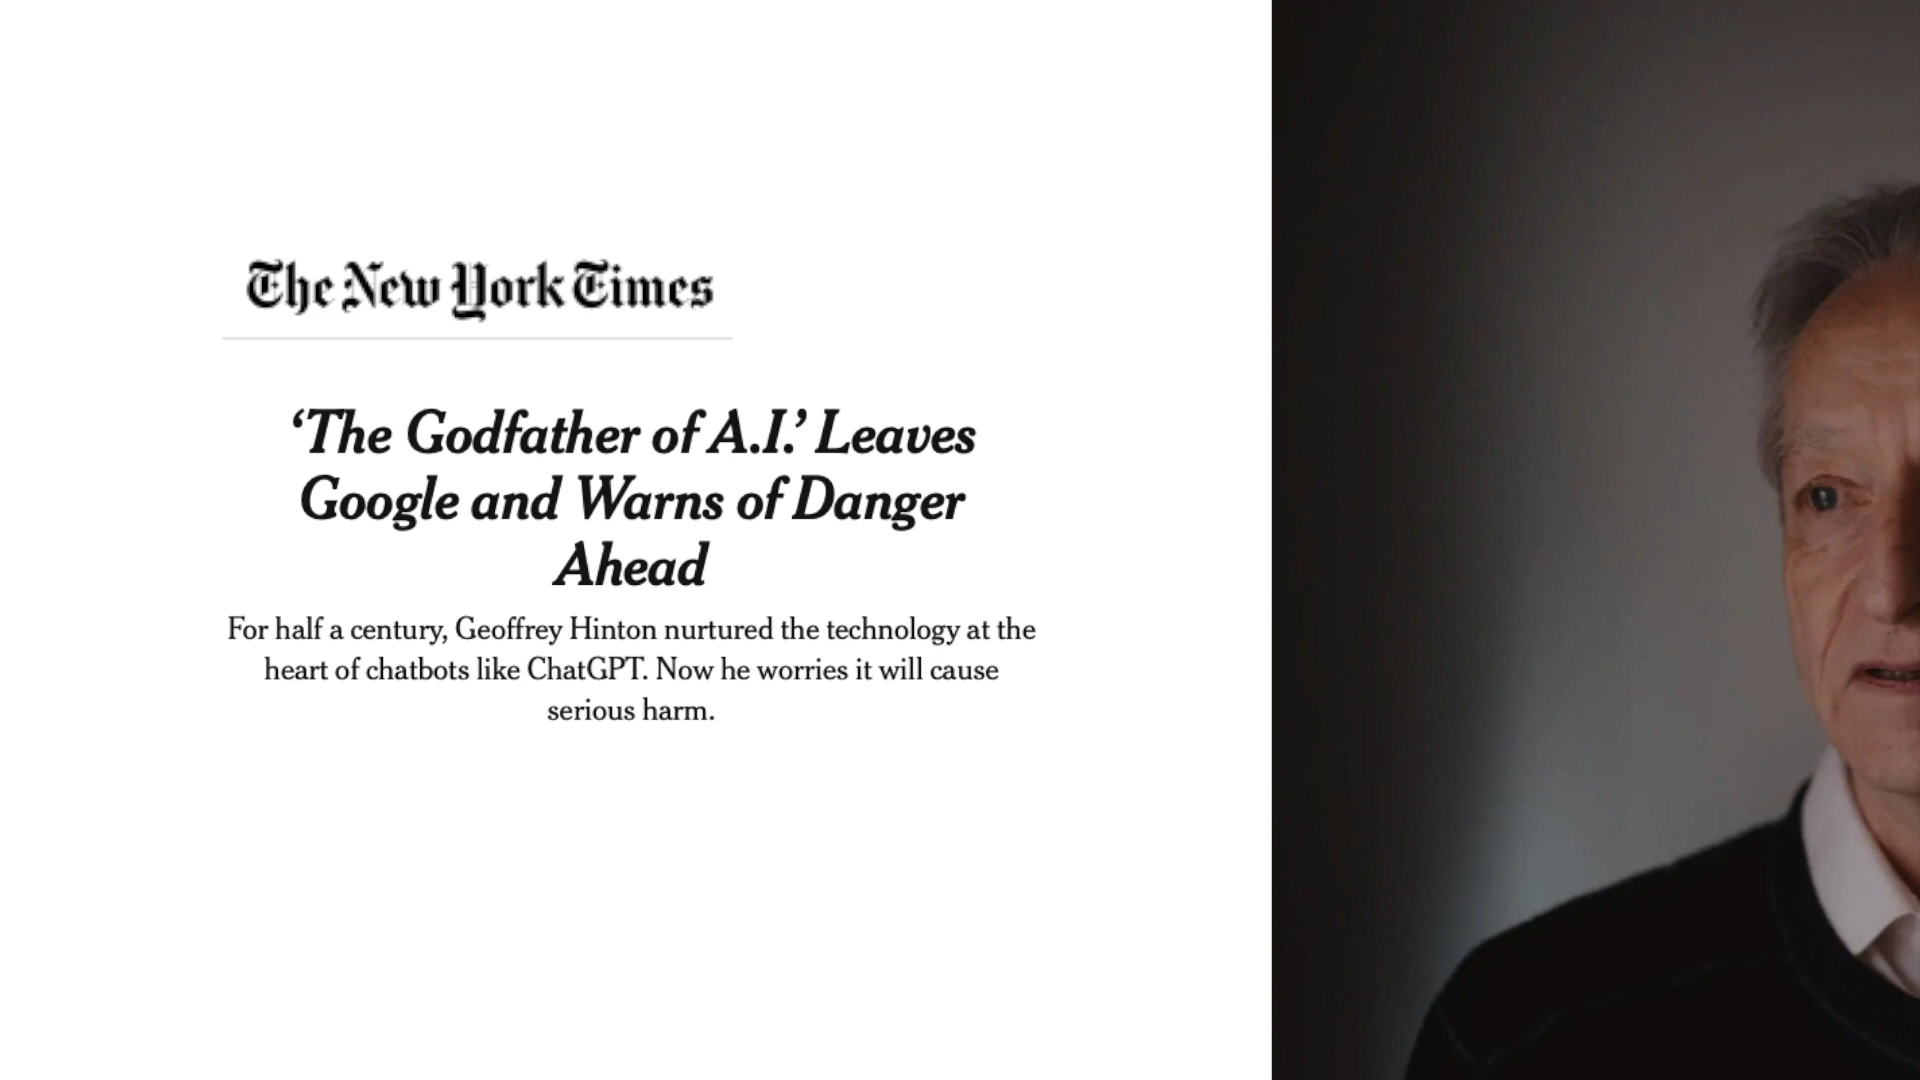 The New York Times
‘The Godfather of A.I.’ Leaves
Google and Warns of Danger
Ahead
For half a century, Geoffrey Hinton nurtured the technology at the
heart of chatbots like ChatGPT. Now he worries it will cause
serious harm.